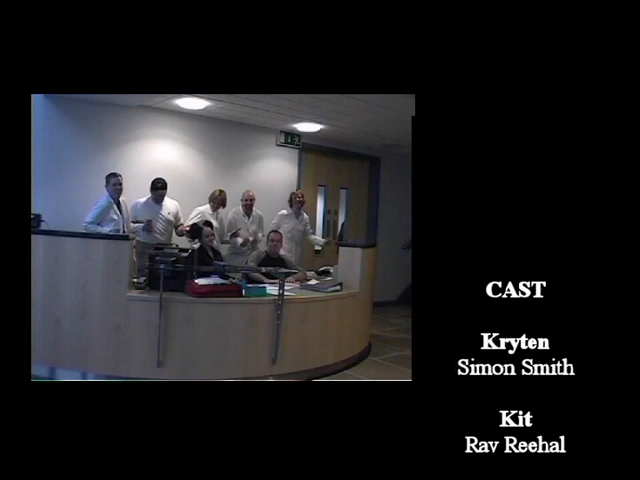 CAST
Kryten
Simon Smith
Kit
Rav Reehal